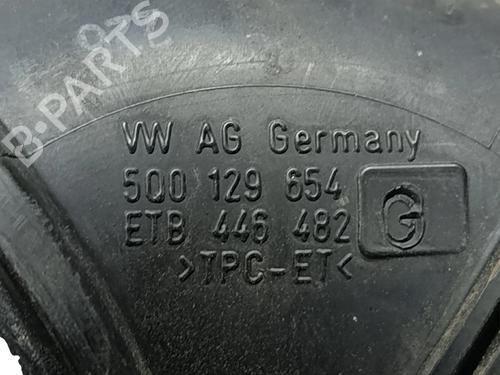 B-PARTS
VW AG Germany
5Q0 129 654
ETB 446 482 G
>TPC-ET<